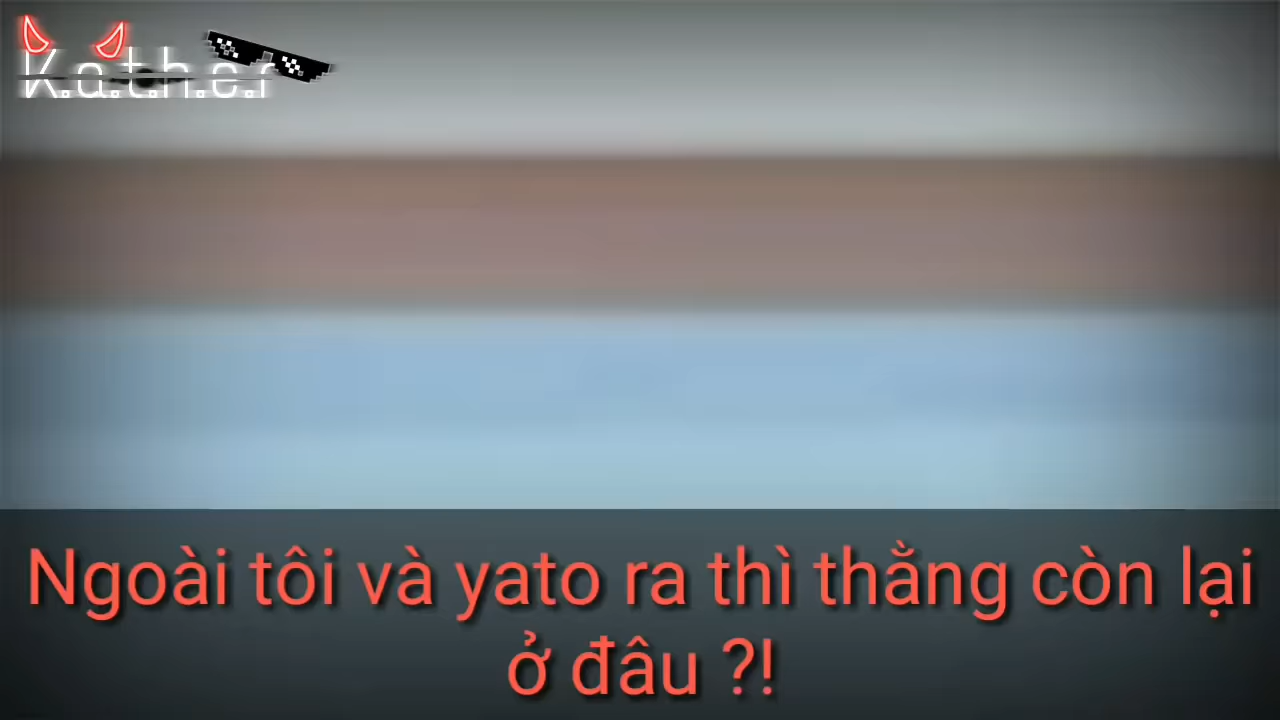 K.a.t.h.e.r
Ngoài tôi và yato ra thì thằng còn lại
ở đâu ?!